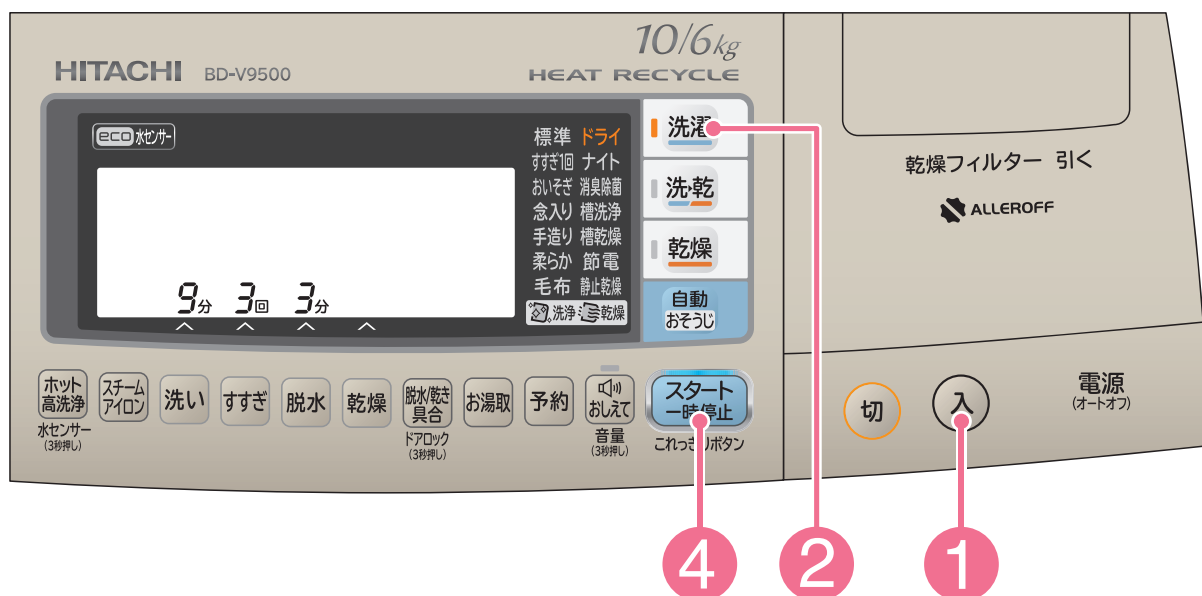 10/6kg
HITACHI BD-V9500
HEAT RECYCLE
eco水センサー
標準 ドライ
すすぎ1回 ナイト
おいそぎ 消臭除菌
念入り 槽洗浄
手造り 槽乾燥
柔らか 節電
毛布 静止乾燥
洗浄 乾燥
9分 3回 3分
洗濯
洗・乾
乾燥
自動
おそうじ
乾燥フィルター 引く
ALLEROFF
ホット
高洗浄
水センサー
(3秒押し)
スチーム
アイロン
洗い
すすぎ
脱水
乾燥
脱水/乾き
具合
ドアロック
(3秒押し)
お湯取
予約
おしえて
音量
(3秒押し)
スタート
一時停止
これっきりボタン
切
入
電源
(オートオフ)
4
2
1